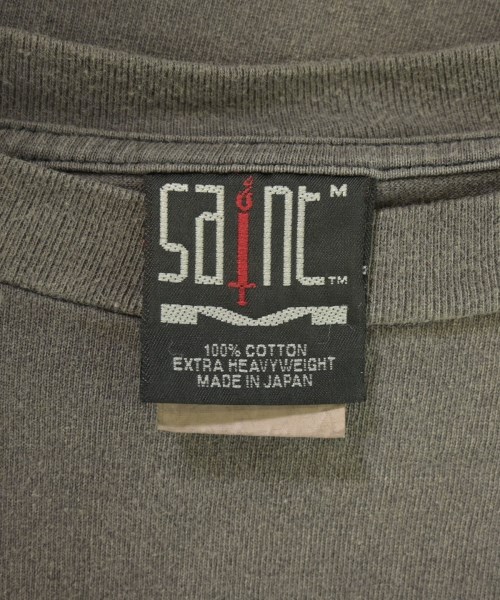 saint M
TM
100% COTTON
EXTRA HEAVYWEIGHT
MADE IN JAPAN